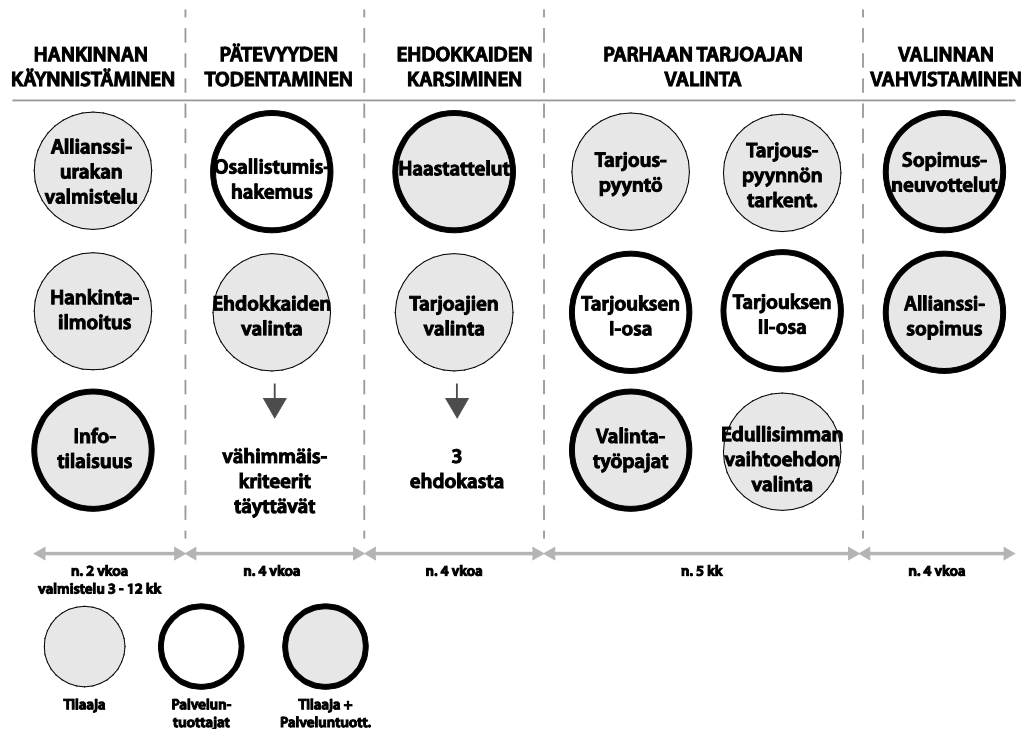 HANKINNAN
KÄYNNISTÄMINEN
PÄTEVYYDEN
TODENTAMINEN
EHDOKKAIDEN
KARSIMINEN
PARHAAN TARJOAJAN
VALINTA
VALINNAN
VAHVISTAMINEN
Allianssi-
urakan
valmistelu
Osallistumis-
hakemus
Haastattelut
Tarjous-
pyyntö
Tarjous-
pyynnön
tarkent.
Sopimus-
neuvottelut
Hankinta-
ilmoitus
Ehdokkaiden
valinta
Tarjoajien
valinta
Tarjouksen
I-osa
Tarjouksen
II-osa
Allianssi-
sopimus
Info-
tilaisuus
vähimmäis-
kriteerit
täyttävät
3
ehdokasta
Valinta-
työpajat
Edullisimman
vaihtoehdon
valinta
n. 2 vkoa
valmistelu 3 - 12 kk
n. 4 vkoa
n. 4 vkoa
n. 5 kk
n. 4 vkoa
Tilaaja
Palvelun-
tuottajat
Tilaaja +
Palveluntuott.